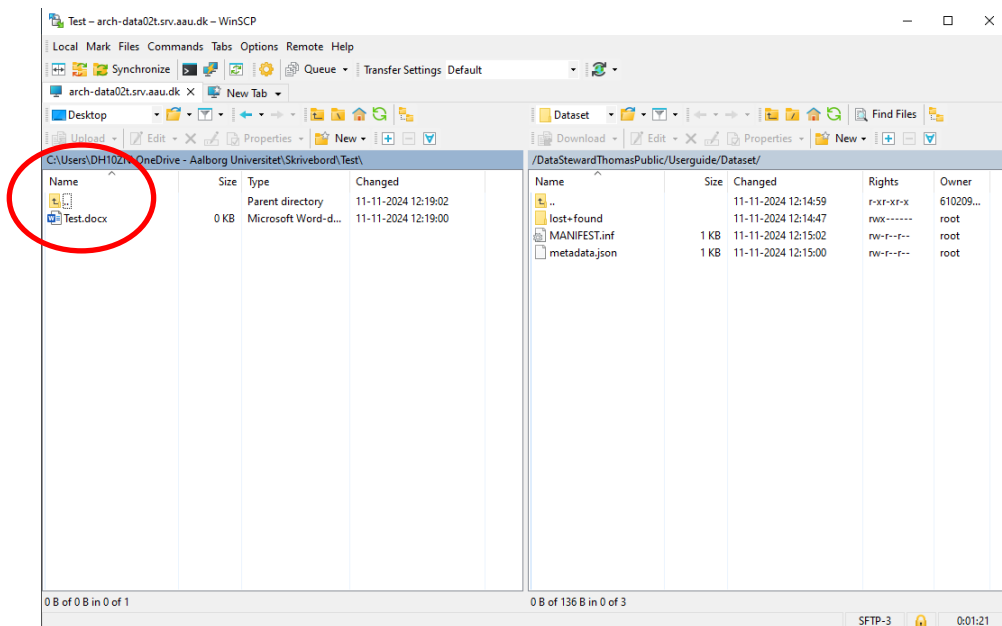 Test – arch-data02t.srv.aau.dk – WinSCP
Local Mark Files Commands Tabs Options Remote Help
Synchronize Queue Transfer Settings Default
arch-data02t.srv.aau.dk New Tab
Desktop Dataset Find Files
Upload Edit Properties New Download Edit Properties New
C:\Users\DH10ZN\OneDrive - Aalborg Universitet\Skrivebord\Test\ /DataStewardThomasPublic/Userguide/Dataset/
Name Size Type Changed Name Size Changed Rights Owner
.. Parent directory 11-11-2024 12:19:02 .. 11-11-2024 12:14:59 r-xr-xr-x 610209...
Test.docx 0 KB Microsoft Word-d... 11-11-2024 12:19:00 lost+found 11-11-2024 12:14:47 rwx------ root
MANIFEST.inf 1 KB 11-11-2024 12:15:02 rw-r--r-- root
metadata.json 1 KB 11-11-2024 12:15:00 rw-r--r-- root
0 B of 0 B in 0 of 1 0 B of 136 B in 0 of 3
SFTP-3 0:01:21